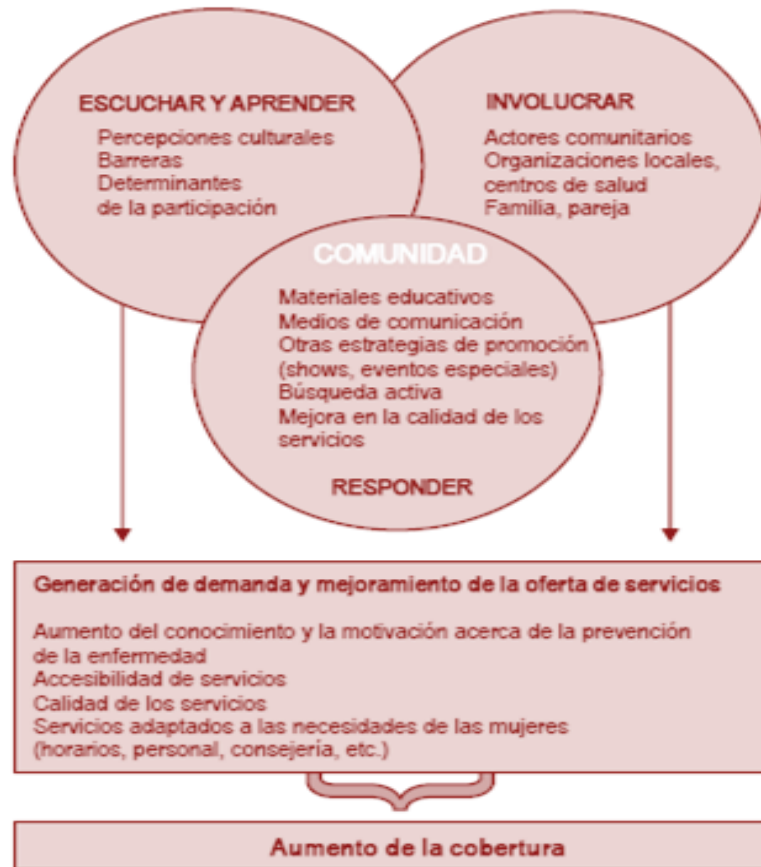 ESCUCHAR Y APRENDER
Percepciones culturales
Barreras
Determinantes
de la participación
INVOLUCRAR
Actores comunitarios
Organizaciones locales,
centros de salud
Familia, pareja
COMUNIDAD
Materiales educativos
Medios de comunicación
Otras estrategias de promoción
(shows, eventos especiales)
Búsqueda activa
Mejora en la calidad de los
servicios
RESPONDER
Generación de demanda y mejoramiento de la oferta de servicios
Aumento del conocimiento y la motivación acerca de la prevención
de la enfermedad
Accesibilidad de servicios
Calidad de los servicios
Servicios adaptados a las necesidades de las mujeres
(horarios, personal, consejería, etc.)
Aumento de la cobertura